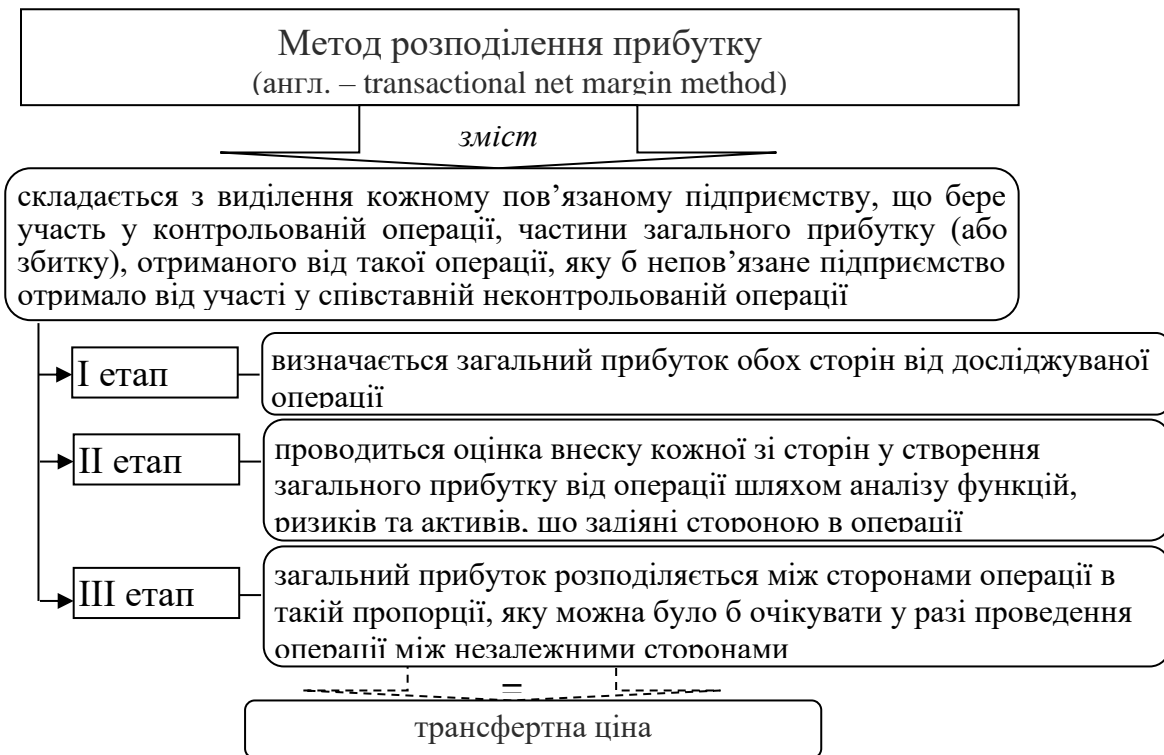 Метод розподілення прибутку
(англ. – transactional net margin method)
зміст
складається з виділення кожному пов’язаному підприємству, що бере
участь у контрольованій операції, частини загального прибутку (або
збитку), отриманого від такої операції, яку б непов’язане підприємство
отримало від участі у співставній неконтрольованій операції
І етап
визначається загальний прибуток обох сторін від досліджуваної
операції
ІІ етап
проводиться оцінка внеску кожної зі сторін у створення
загального прибутку від операції шляхом аналізу функцій,
ризиків та активів, що задіяні стороною в операції
ІІІ етап
загальний прибуток розподіляється між сторонами операції в
такій пропорції, яку можна було б очікувати у разі проведення
операції між незалежними сторонами
=
трансфертна ціна